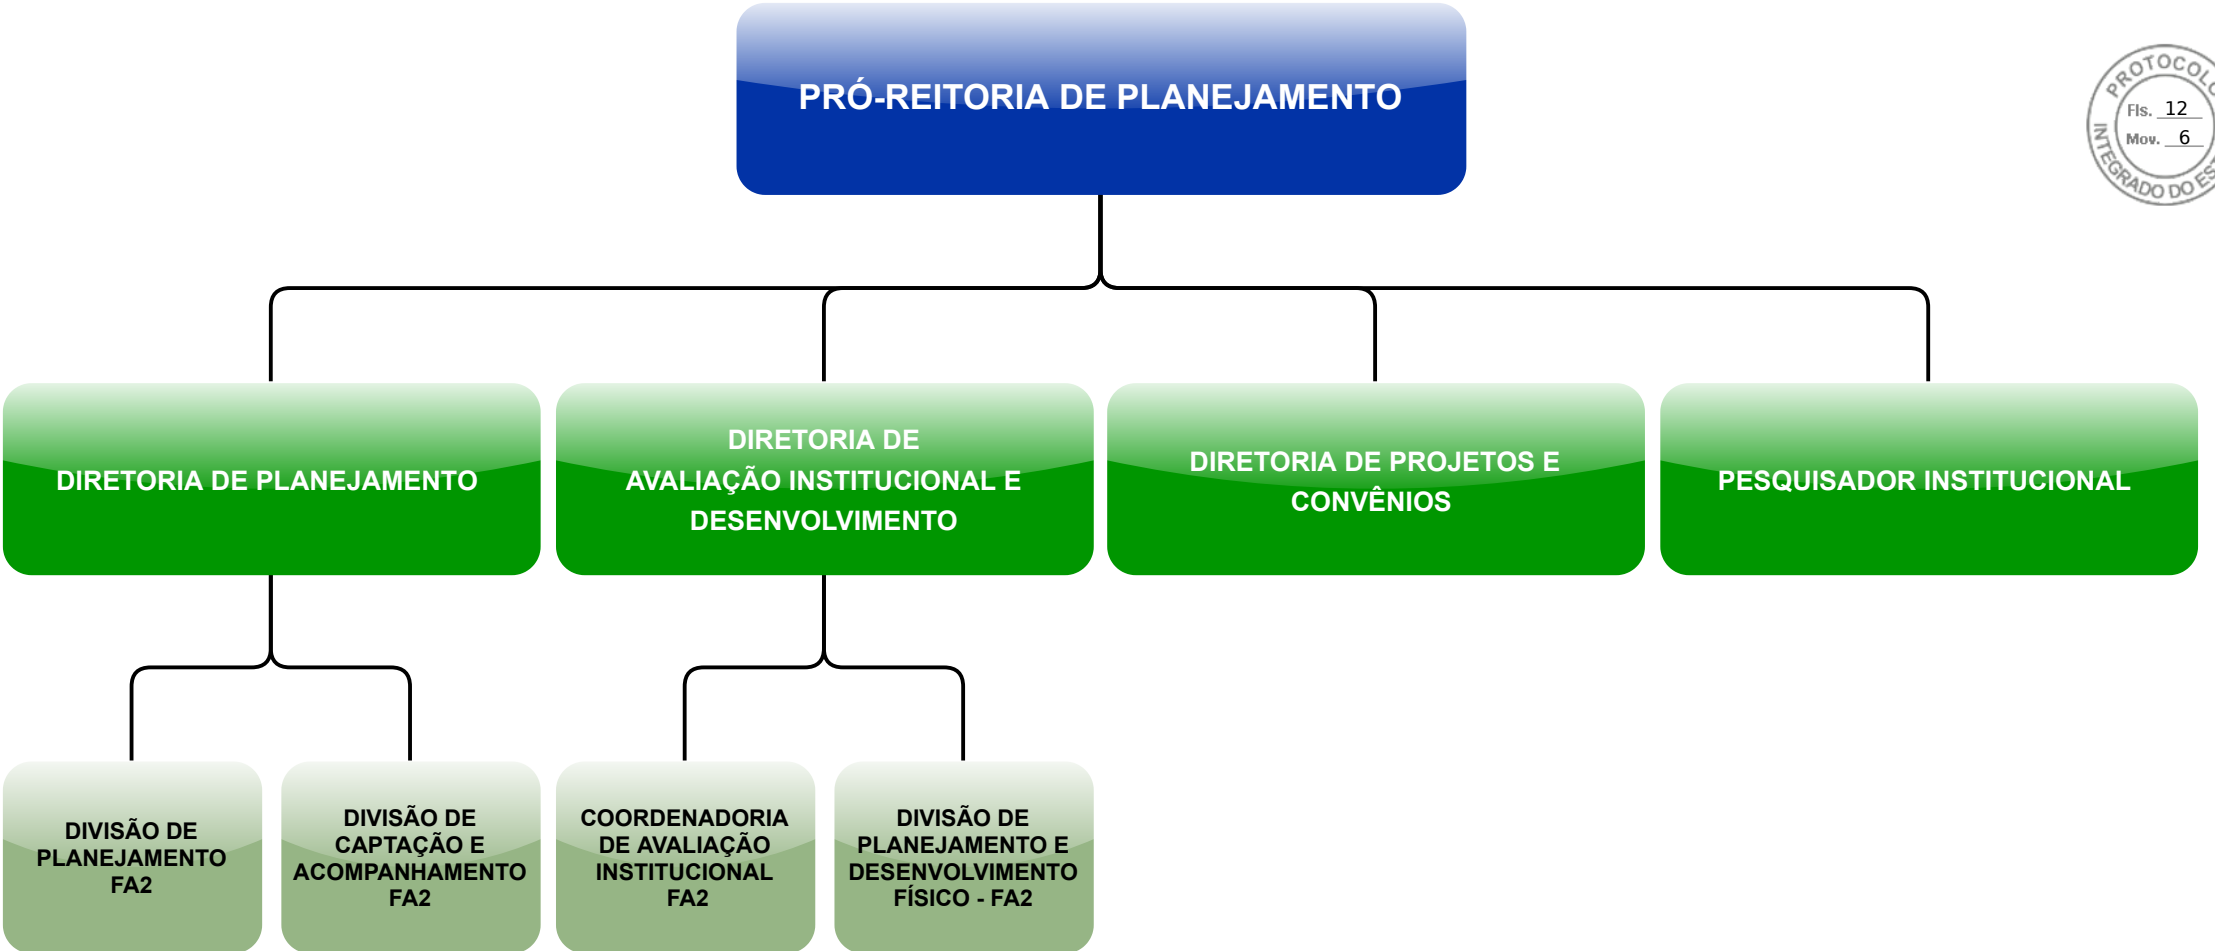 PRÓ-REITORIA DE PLANEJAMENTO
PROTOCOLO
Fls. 12
Mov. 6
INTEGRADO DO
DIRETORIA DE PLANEJAMENTO
DIRETORIA DE
AVALIAÇÃO INSTITUCIONAL E
DESENVOLVIMENTO
DIRETORIA DE PROJETOS E
CONVÊNIOS
PESQUISADOR INSTITUCIONAL
DIVISÃO DE
PLANEJAMENTO
FA2
DIVISÃO DE
CAPTAÇÃO E
ACOMPANHAMENTO
FA2
COORDENADORIA
DE AVALIAÇÃO
INSTITUCIONAL
FA2
DIVISÃO DE
PLANEJAMENTO E
DESENVOLVIMENTO
FÍSICO - FA2